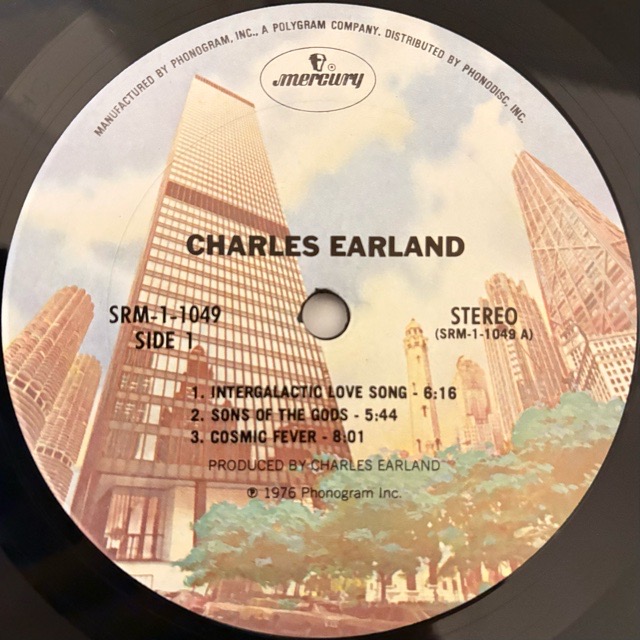 MANUFACTURED BY PHONOGRAM, INC., A POLYGRAM COMPANY. DISTRIBUTED BY PHONODISC, INC.
mercury
CHARLES EARLAND
SRM-1-1049
SIDE 1
STEREO
(SRM-1-1049 A)
1. INTERGALACTIC LOVE SONG - 6:16
2. SONS OF THE GODS - 5:44
3. COSMIC FEVER - 8:01
PRODUCED BY CHARLES EARLAND
℗ 1976 Phonogram Inc.